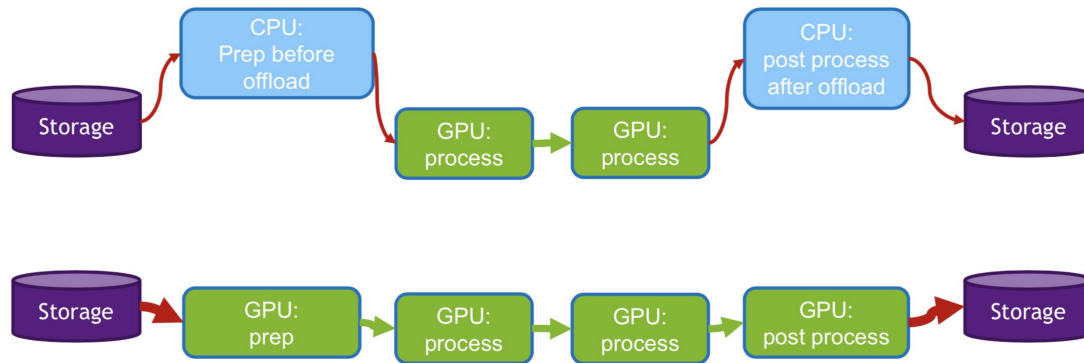 CPU:
Prep before
offload
CPU:
post process
after offload
Storage
GPU:
process
GPU:
process
Storage
Storage
GPU:
prep
GPU:
process
GPU:
process
GPU:
post process
Storage